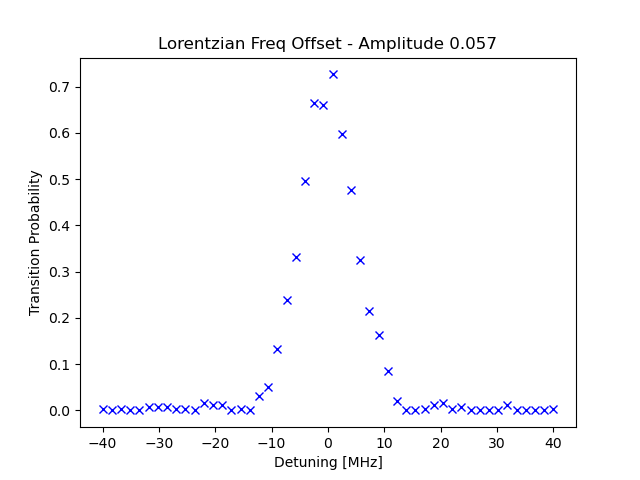 Lorentzian Freq Offset - Amplitude 0.057
Transition Probability
0.7
0.6
0.5
0.4
0.3
0.2
0.1
0.0
−40 −30 −20 −10 0 10 20 30 40
Detuning [MHz]